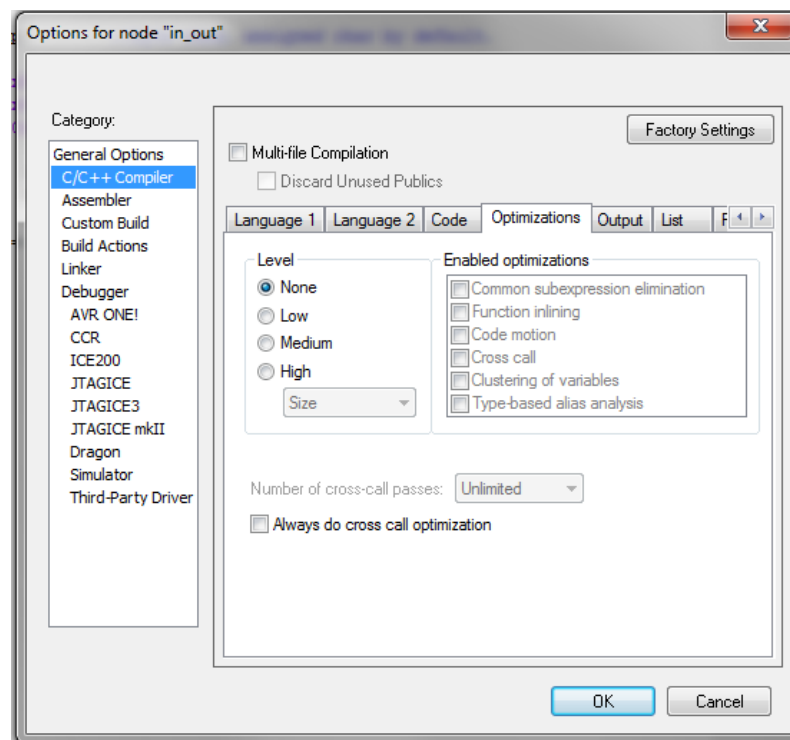 Options for node "in_out"
Category:
General Options
C/C++ Compiler
Assembler
Custom Build
Build Actions
Linker
Debugger
AVR ONE!
CCR
ICE200
JTAGICE
JTAGICE3
JTAGICE mkII
Dragon
Simulator
Third-Party Driver
Factory Settings
Multi-file Compilation
Discard Unused Publics
Language 1 Language 2 Code Optimizations Output List
Level
None
Low
Medium
High
Size
Enabled optimizations
Common subexpression elimination
Function inlining
Code motion
Cross call
Clustering of variables
Type-based alias analysis
Number of cross-call passes: Unlimited
Always do cross call optimization
OK Cancel